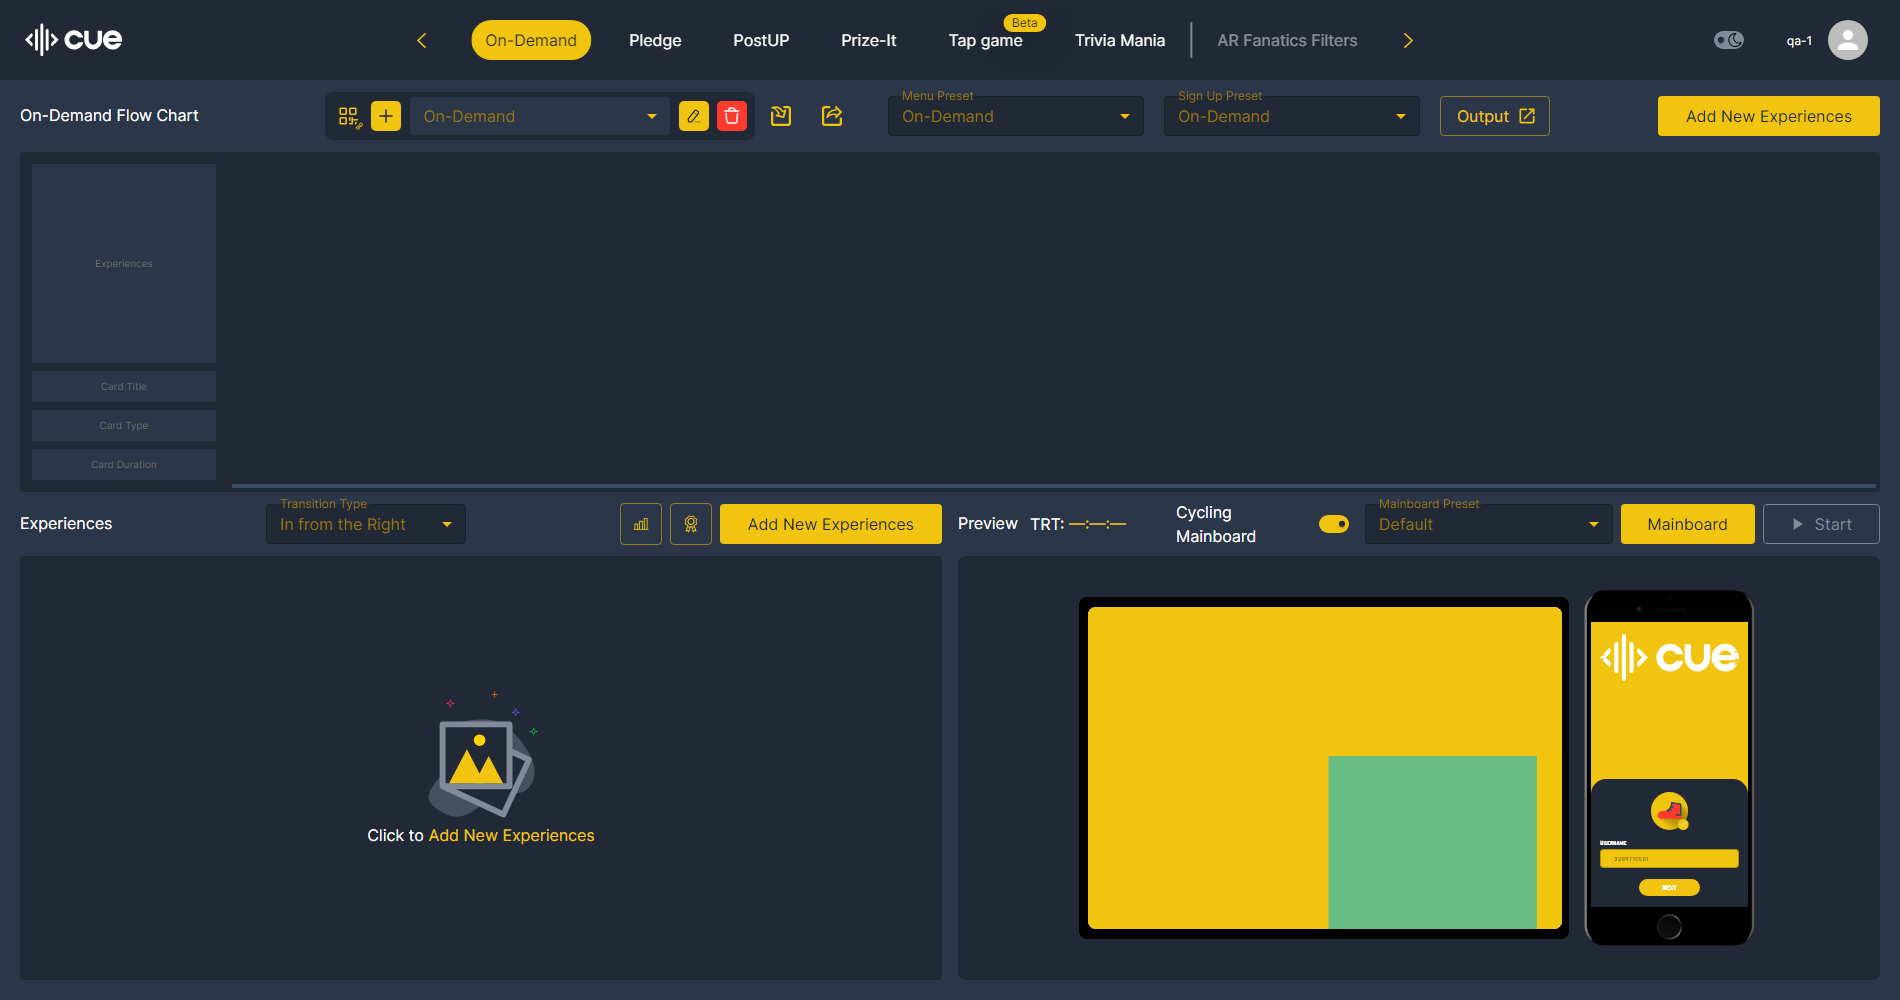 cue
On-Demand
Pledge
PostUP
Prize-It
Beta
Tap game
Trivia Mania
AR Fanatics Filters
qa-1
On-Demand Flow Chart
On-Demand
Menu Preset
On-Demand
Sign Up Preset
On-Demand
Output
Add New Experiences
Experiences
Card Title
Card Type
Card Duration
Experiences
Transition Type
In from the Right
Add New Experiences
Preview
TRT: —:—:—
Cycling
Mainboard
Mainboard Preset
Default
Mainboard
Start
Click to Add New Experiences
cue
USERNAME
NEXT